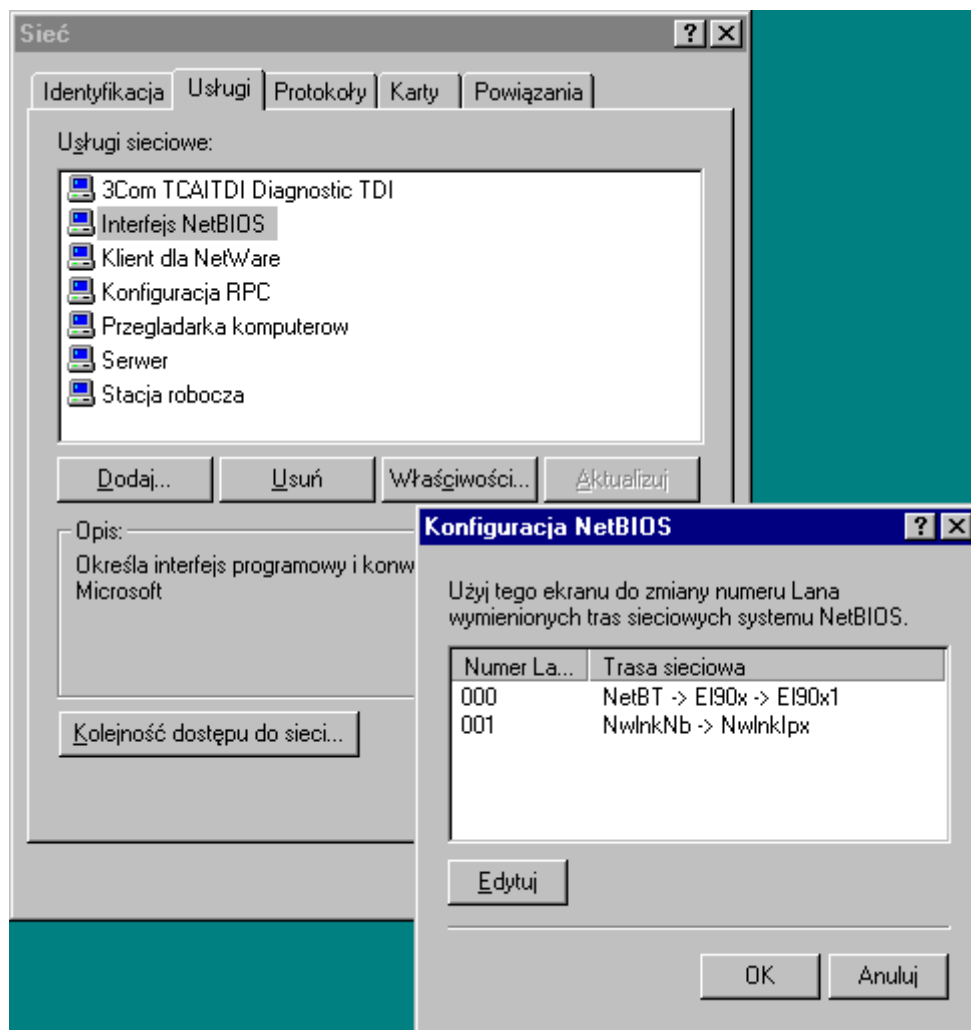 Sieć
Identyfikacja Usługi Protokoły Karty Powiązania
Usługi sieciowe:
3Com TCAITDI Diagnostic TDI
Interfejs NetBIOS
Klient dla NetWare
Konfiguracja RPC
Przegladarka komputerow
Serwer
Stacja robocza
Dodaj... Usuń Właściwości... Aktualizuj
Opis:
Określa interfejs programowy i konw
Microsoft
Kolejność dostępu do sieci...
Konfiguracja NetBIOS
Użyj tego ekranu do zmiany numeru Lana
wymienionych tras sieciowych systemu NetBIOS.
Numer La... Trasa sieciowa
000 NetBT -> El90x -> El90x1
001 NwlnkNb -> NwlnkIpx
Edytuj
OK Anuluj